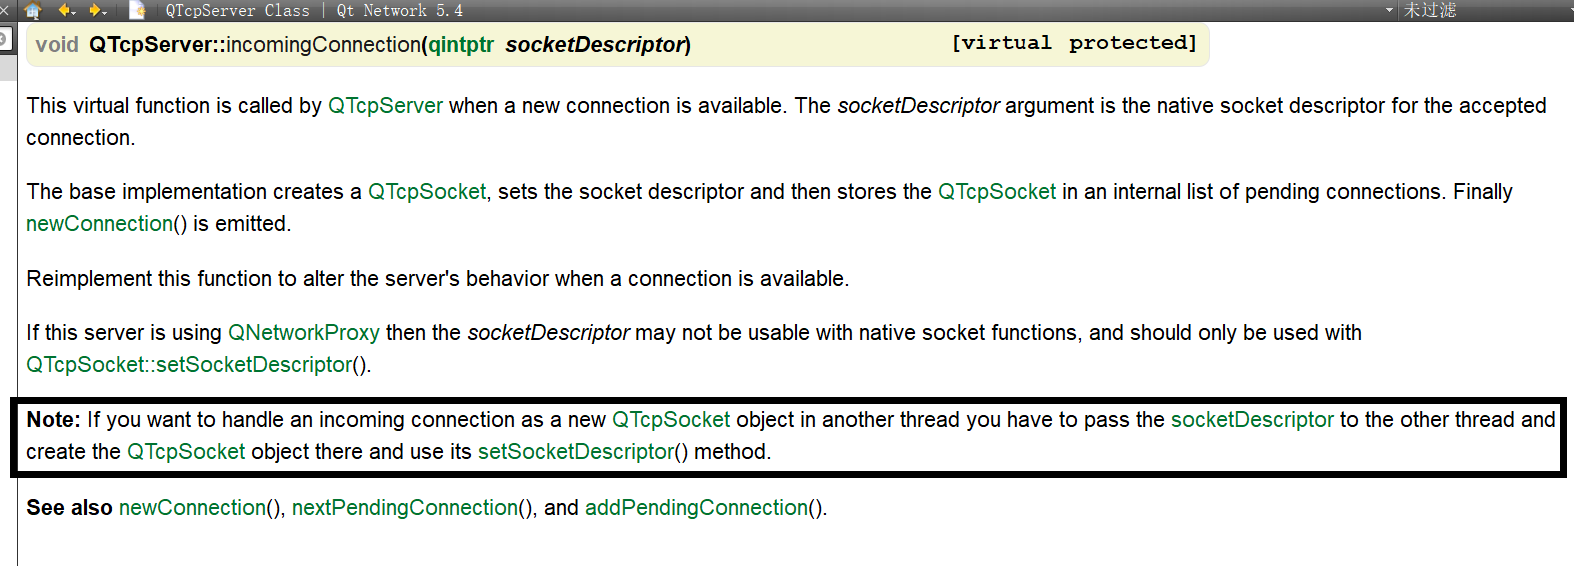 QTcpServer Class | Qt Network 5.4
未过滤
void QTcpServer::incomingConnection(qintptr socketDescriptor) [virtual protected]
This virtual function is called by QTcpServer when a new connection is available. The socketDescriptor argument is the native socket descriptor for the accepted
connection.
The base implementation creates a QTcpSocket, sets the socket descriptor and then stores the QTcpSocket in an internal list of pending connections. Finally
newConnection() is emitted.
Reimplement this function to alter the server's behavior when a connection is available.
If this server is using QNetworkProxy then the socketDescriptor may not be usable with native socket functions, and should only be used with
QTcpSocket::setSocketDescriptor().
Note: If you want to handle an incoming connection as a new QTcpSocket object in another thread you have to pass the socketDescriptor to the other thread and
create the QTcpSocket object there and use its setSocketDescriptor() method.
See also newConnection(), nextPendingConnection(), and addPendingConnection().